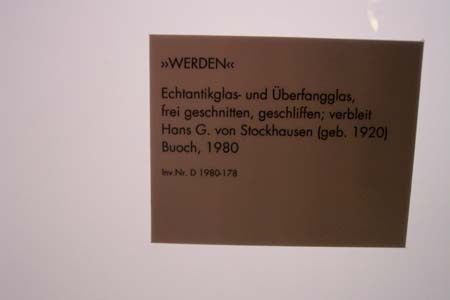 »WERDEN«
Echtantikglas- und Überfangglas,
frei geschnitten, geschliffen; verbleit
Hans G. von Stockhausen (geb. 1920)
Buoch, 1980
Inv.Nr. D 1980-178